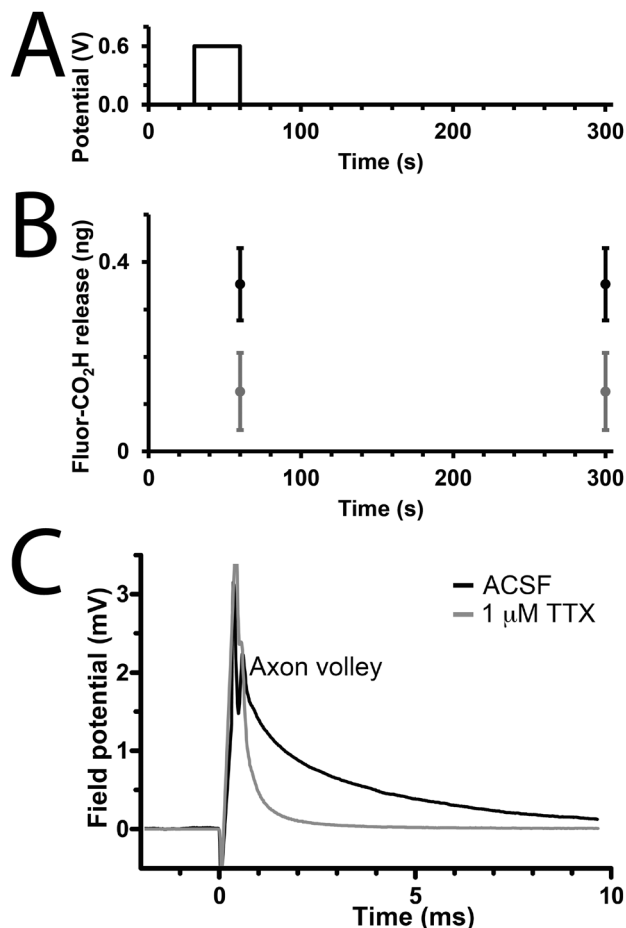 A
Potential (V)
0.6
0.0
0
100
200
300
Time (s)
B
Fluor-CO₂H release (ng)
0.4
0
0
100
200
300
Time (s)
C
Field potential (mV)
3
2
1
0
ACSF
1 μM TTX
Axon volley
0
5
10
Time (ms)